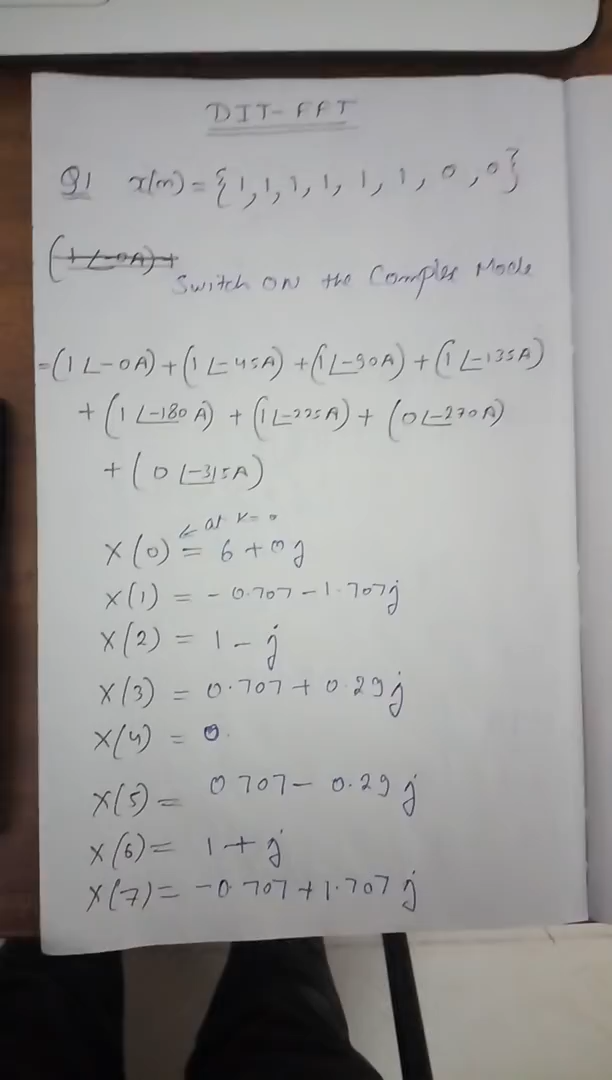 DIT-FFT
Q1 x(n) = {1, 1, 1, 1, 1, 1, 0, 0}
(1∠-0A)+
Switch ON the Complex Mode
=(1∠-0A)+(1∠-45A)+(1∠-90A)+(1∠-135A)
+(1∠-180A)+(1∠-225A)+(0∠-270A)
+(0∠-315A)
← at K=0
X(0) = 6+0j
X(1) = -0.707-1.707j
X(2) = 1-j
X(3) = 0.707+0.29j
X(4) = 0.
X(5) = 0 707-0.29j
X(6) = 1+j
X(7) = -0.707+1.707j